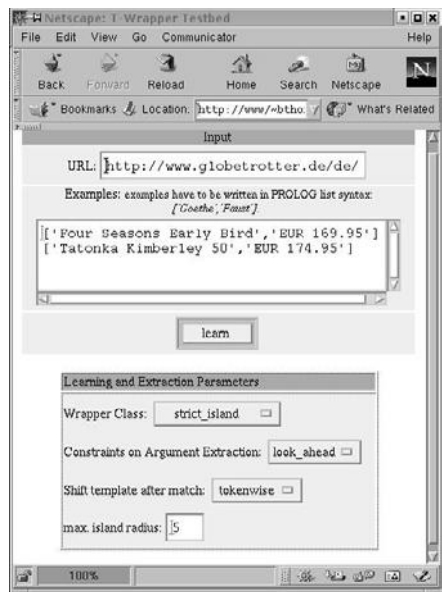 Netscape: T-Wrapper Testbed
File Edit View Go Communicator Help
Back Forward Reload Home Search Netscape
Bookmarks Location: http://www/~btho What's Related
Input
URL: http://www.globetrotter.de/de/
Examples: examples have to be written in PROLOG list syntax:
['Goethe','Faust'].
['Four Seasons Early Bird','EUR 169.95']
['Tatonka Kimberley 50','EUR 174.95']
learn
Learning and Extraction Parameters
Wrapper Class: strict_island
Constraints on Argument Extraction: look_ahead
Shift template after match: tokenwise
max. island radius: 5
100%